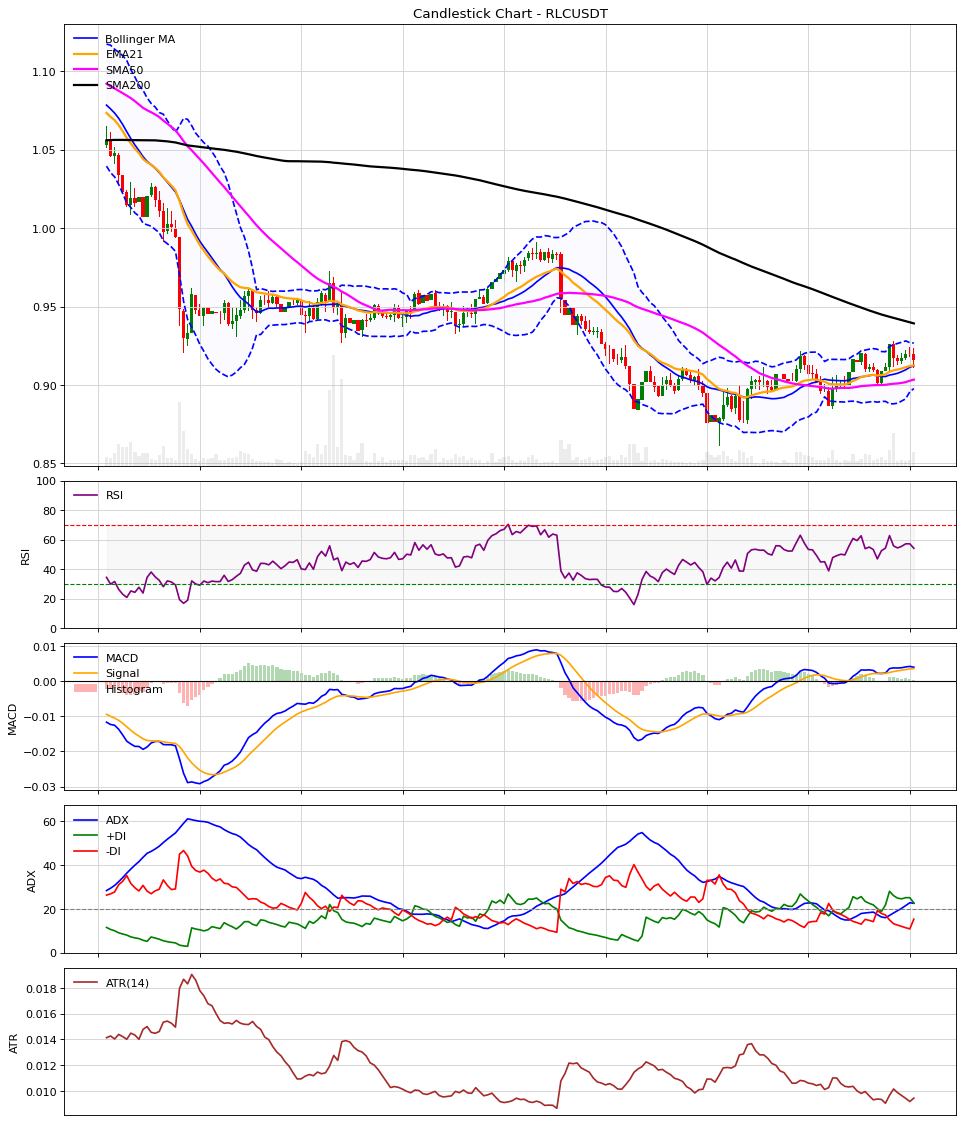 Candlestick Chart - RLCUSDT
Bollinger MA
EMA21
SMA50
SMA200
1.10
1.05
1.00
0.95
0.90
0.85
RSI
100
80
60
40
20
0
RSI
MACD
Signal
Histogram
0.01
0.00
−0.01
−0.02
−0.03
MACD
ADX
+DI
-DI
60
40
20
0
ADX
ATR(14)
0.018
0.016
0.014
0.012
0.010
ATR